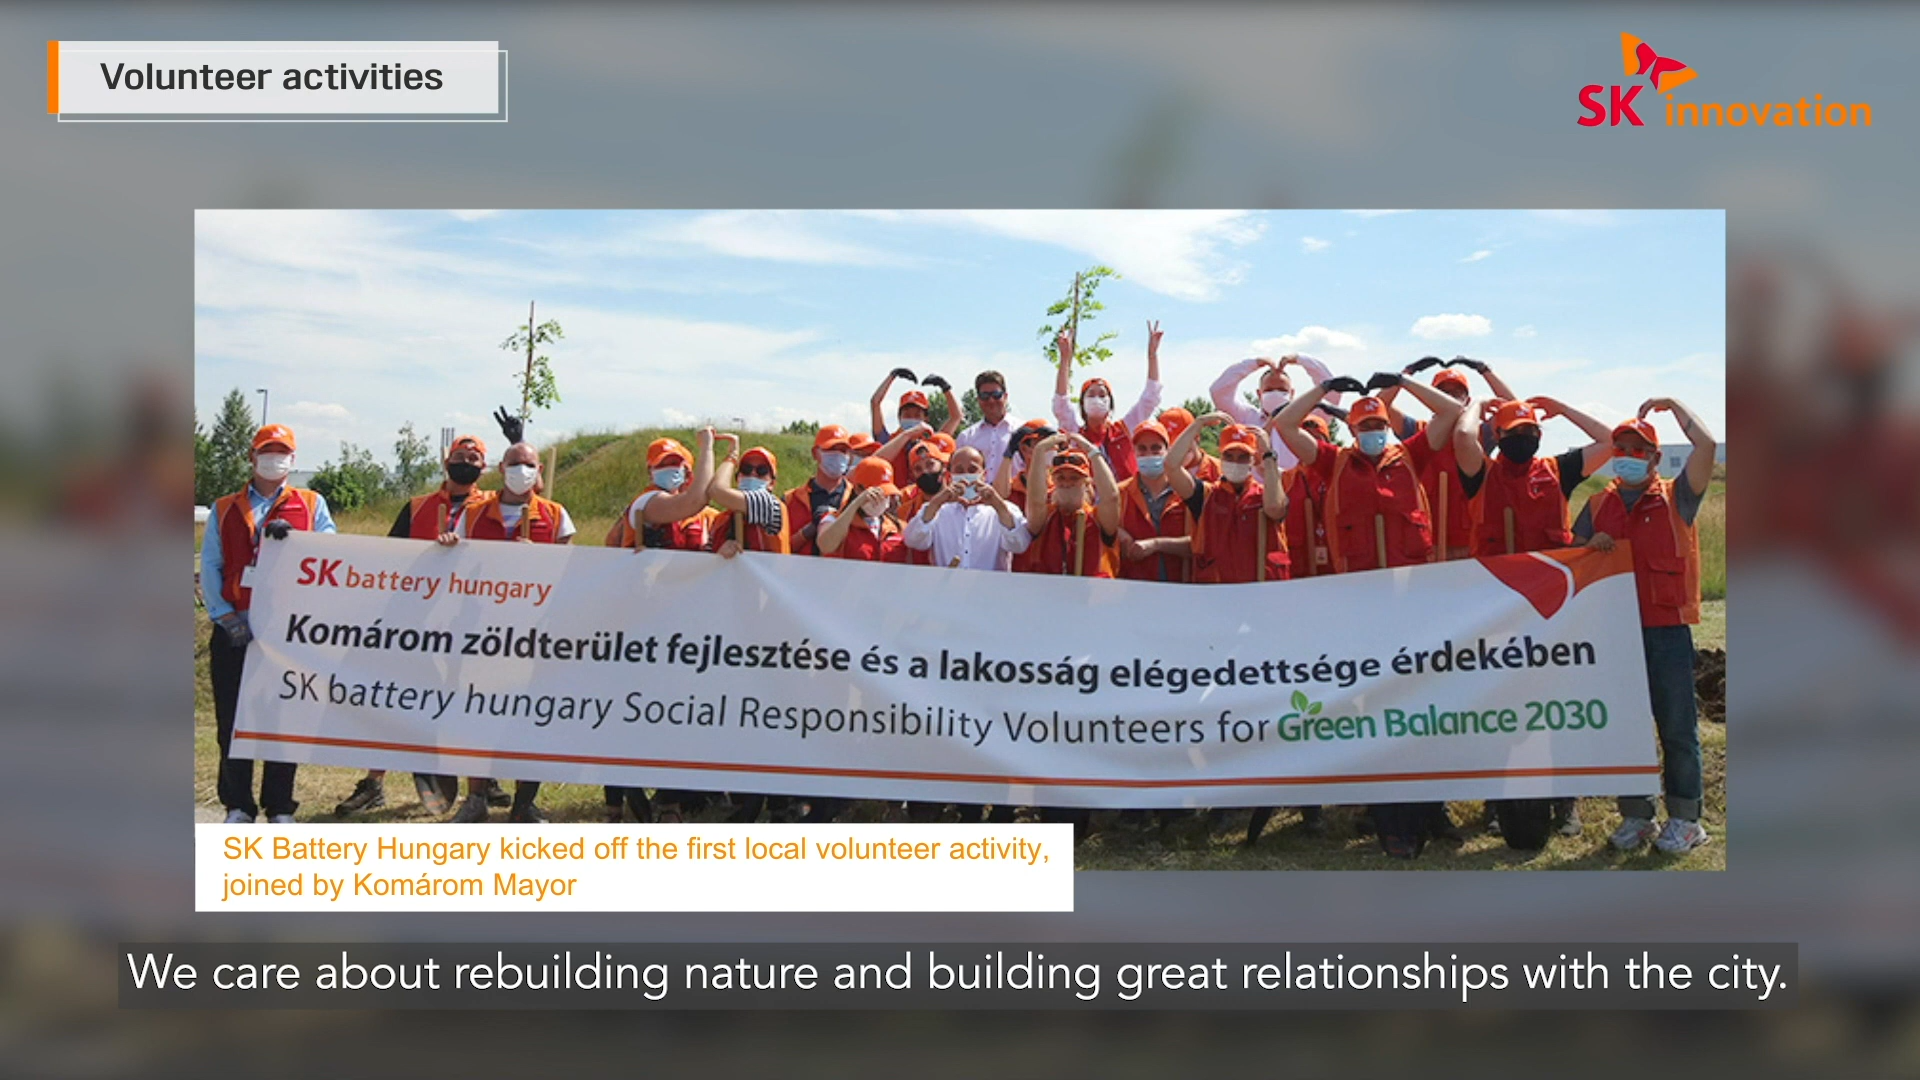 Volunteer activities
SK innovation
SK battery hungary
Komárom zöldterület fejlesztése és a lakosság elégedettsége érdekében
SK battery hungary Social Responsibility Volunteers for Green Balance 2030
SK Battery Hungary kicked off the first local volunteer activity,
joined by Komárom Mayor
We care about rebuilding nature and building great relationships with the city.